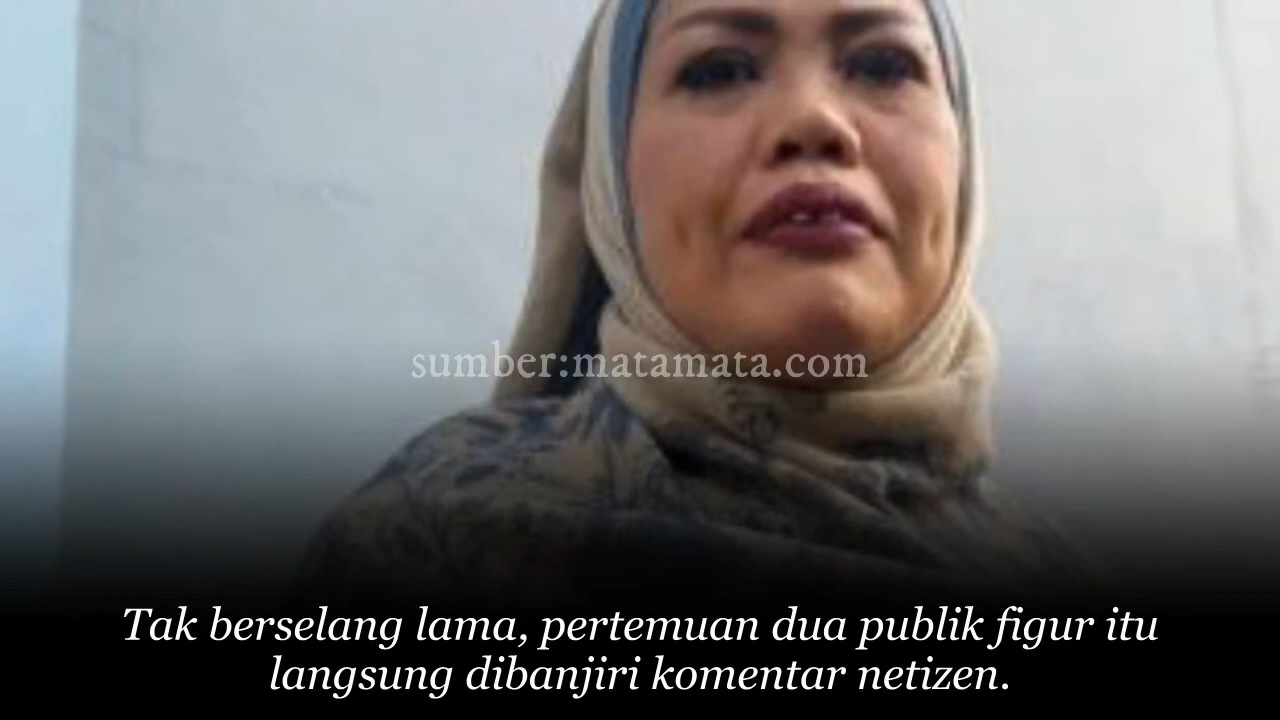 sumber:matamata.com
Tak berselang lama, pertemuan dua publik figur itu
langsung dibanjiri komentar netizen.